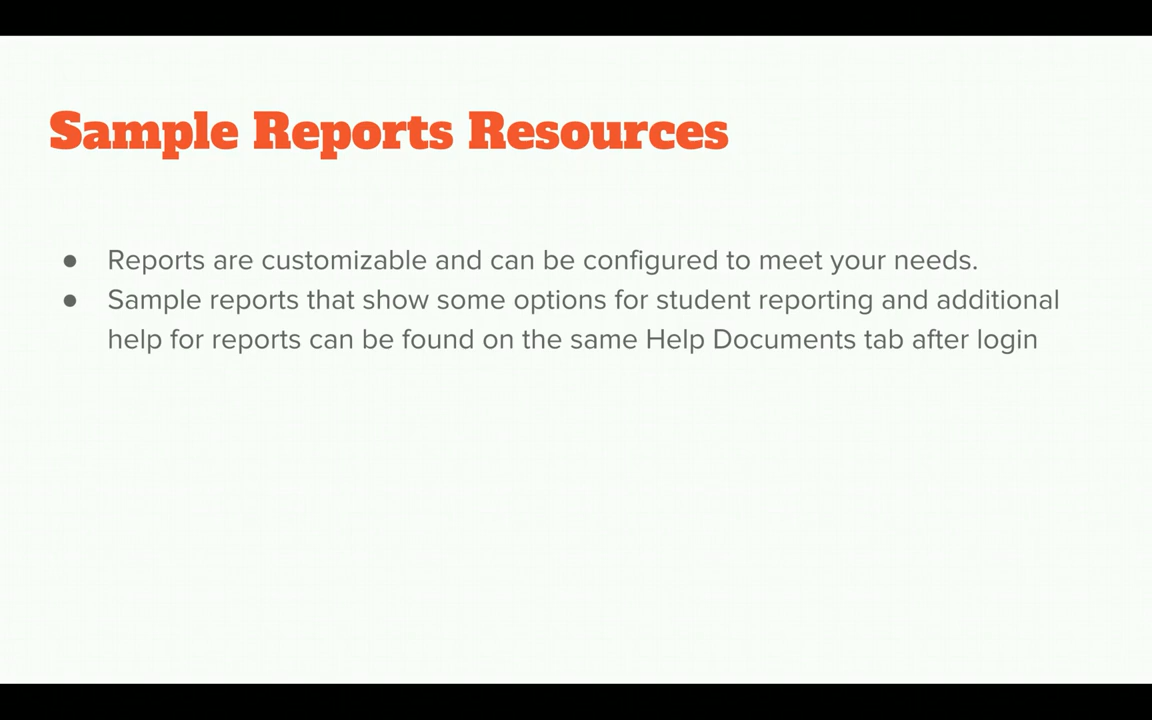 Sample Reports Resources
● Reports are customizable and can be configured to meet your needs.
● Sample reports that show some options for student reporting and additional
help for reports can be found on the same Help Documents tab after login